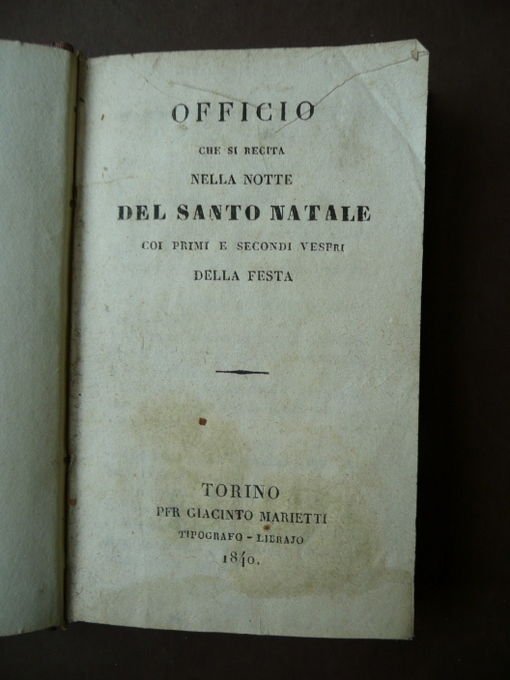 OFFICIO
CHE SI RECITA
NELLA NOTTE
DEL SANTO NATALE
COI PRIMI E SECONDI VESPRI
DELLA FESTA
TORINO
PER GIACINTO MARIETTI
TIPOGRAFO - LIBRAJO
1840.